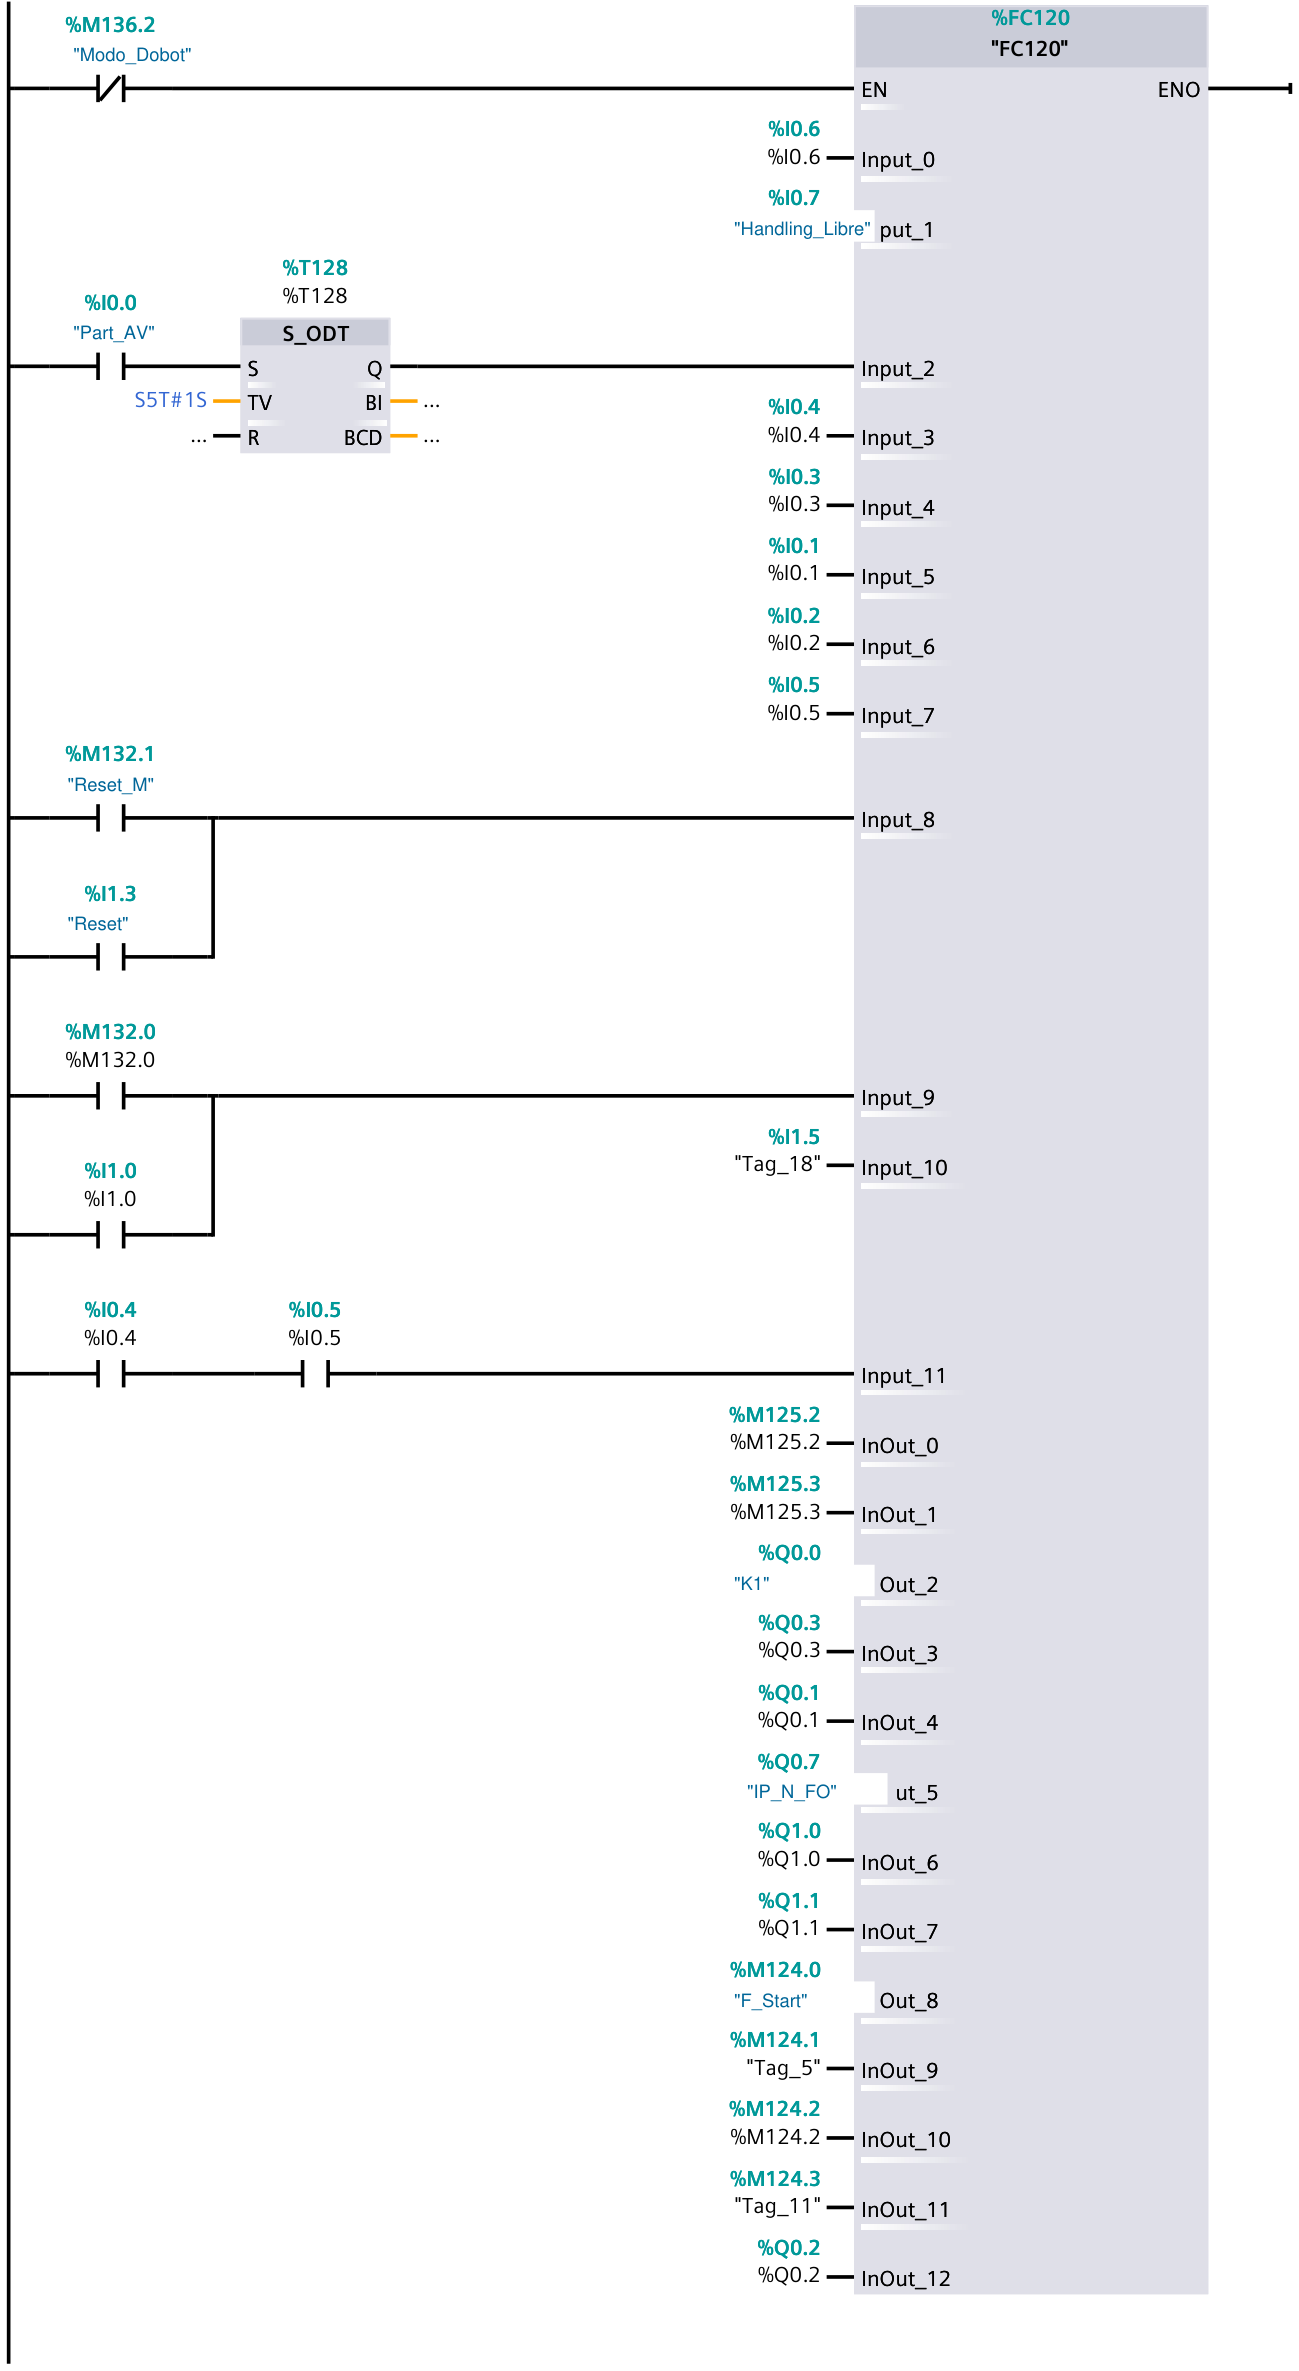 %M136.2
"Modo_Dobot"
%FC120
"FC120"
EN
ENO
%I0.6
%I0.6
Input_0
%I0.7
"Handling_Libre"
put_1
%T128
%T128
%I0.0
"Part_AV"
S_ODT
S
Q
Input_2
S5T#1S
TV
BI
...
...
R
BCD
...
%I0.4
%I0.4
Input_3
%I0.3
%I0.3
Input_4
%I0.1
%I0.1
Input_5
%I0.2
%I0.2
Input_6
%I0.5
%I0.5
Input_7
%M132.1
"Reset_M"
Input_8
%I1.3
"Reset"
%M132.0
%M132.0
Input_9
%I1.5
"Tag_18"
Input_10
%I1.0
%I1.0
%I0.4
%I0.4
%I0.5
%I0.5
Input_11
%M125.2
%M125.2
InOut_0
%M125.3
%M125.3
InOut_1
%Q0.0
"K1"
Out_2
%Q0.3
%Q0.3
InOut_3
%Q0.1
%Q0.1
InOut_4
%Q0.7
"IP_N_FO"
ut_5
%Q1.0
%Q1.0
InOut_6
%Q1.1
%Q1.1
InOut_7
%M124.0
"F_Start"
Out_8
%M124.1
"Tag_5"
InOut_9
%M124.2
%M124.2
InOut_10
%M124.3
"Tag_11"
InOut_11
%Q0.2
%Q0.2
InOut_12